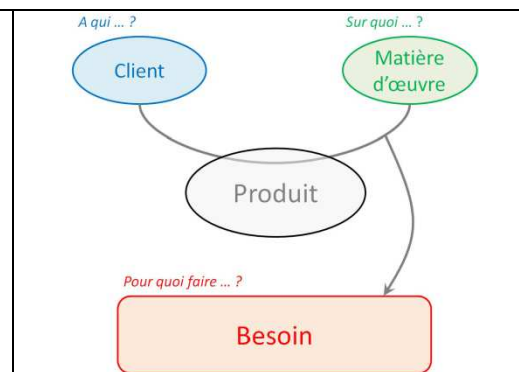 A qui ... ?
Sur quoi ... ?
Client
Matière
d'œuvre
Produit
Pour quoi faire ... ?
Besoin